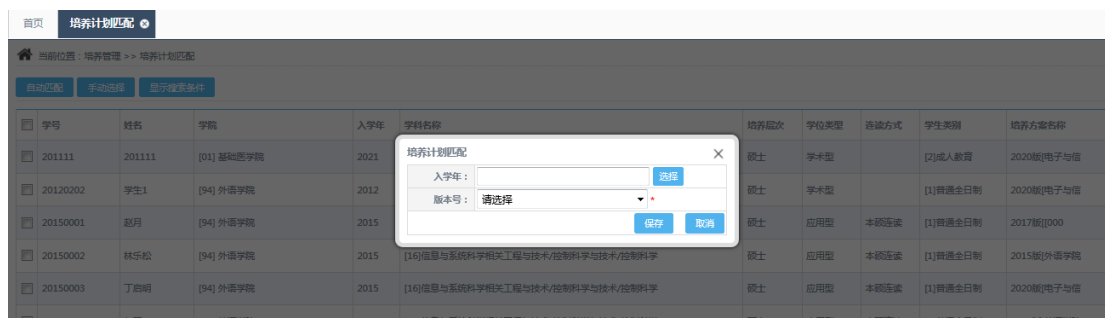 首页 培养计划匹配
当前位置：培养管理 >> 培养计划匹配
自动匹配 手动选择 显示搜索条件
学号 姓名 学院 入学年 学科名称 培养层次 学位类型 连读方式 学生类别 培养方案名称
201111 201111 [01] 基础医学院 2021 硕士 学术型 [2]成人教育 2020版[电子与信
20120202 学生1 [94] 外语学院 2012 硕士 学术型 [1]普通全日制 2020版[电子与信
20150001 赵月 [94] 外语学院 2015 硕士 应用型 本硕连读 [1]普通全日制 2017版[]000
20150002 林乐松 [94] 外语学院 2015 [16]信息与系统科学相关工程与技术/控制科学与技术/控制科学 硕士 应用型 本硕连读 [1]普通全日制 2015版[外语学院
20150003 丁启明 [94] 外语学院 2015 [16]信息与系统科学相关工程与技术/控制科学与技术/控制科学 硕士 应用型 本硕连读 [1]普通全日制 2020版[电子与信
培养计划匹配
入学年： 选择
版本号： 请选择 *
保存 取消